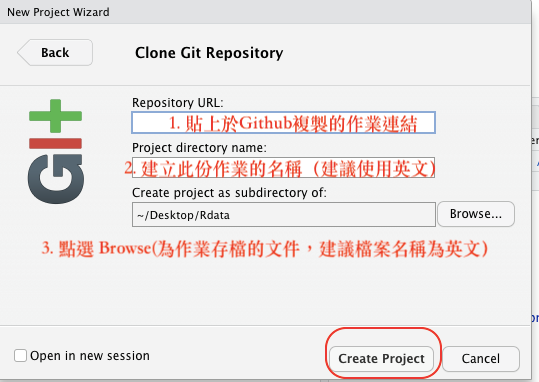 New Project Wizard
Back
Clone Git Repository
git
Repository URL:
1. 貼上於Github複製的作業連結
Project directory name:
2. 建立此份作業的名稱（建議使用英文）
Create project as subdirectory of:
~/Desktop/Rdata
Browse...
3. 點選 Browse(為作業存檔的文件，建議檔案名稱為英文)
Open in new session
Create Project
Cancel